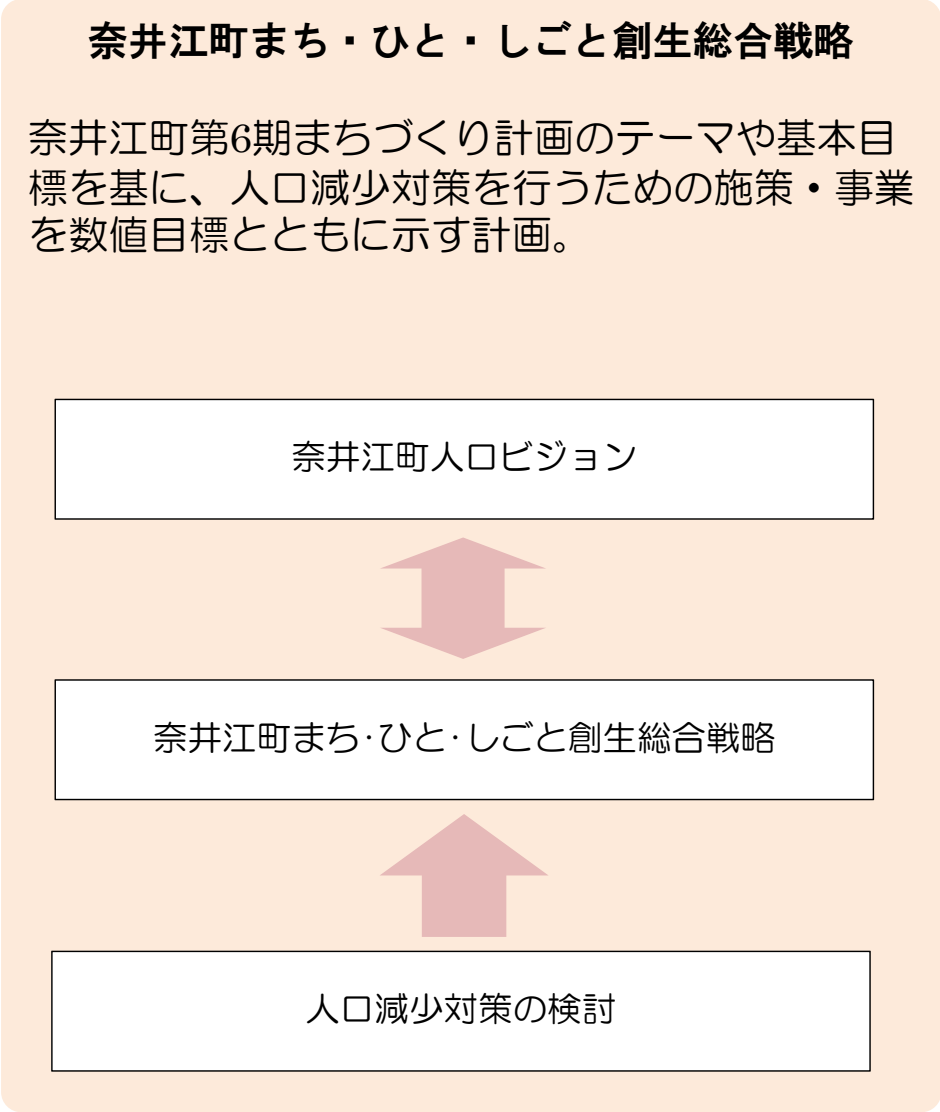 奈井江町まち・ひと・しごと創生総合戦略
奈井江町第6期まちづくり計画のテーマや基本目
標を基に、人口減少対策を行うための施策・事業
を数値目標とともに示す計画。
奈井江町人口ビジョン
奈井江町まち・ひと・しごと創生総合戦略
人口減少対策の検討